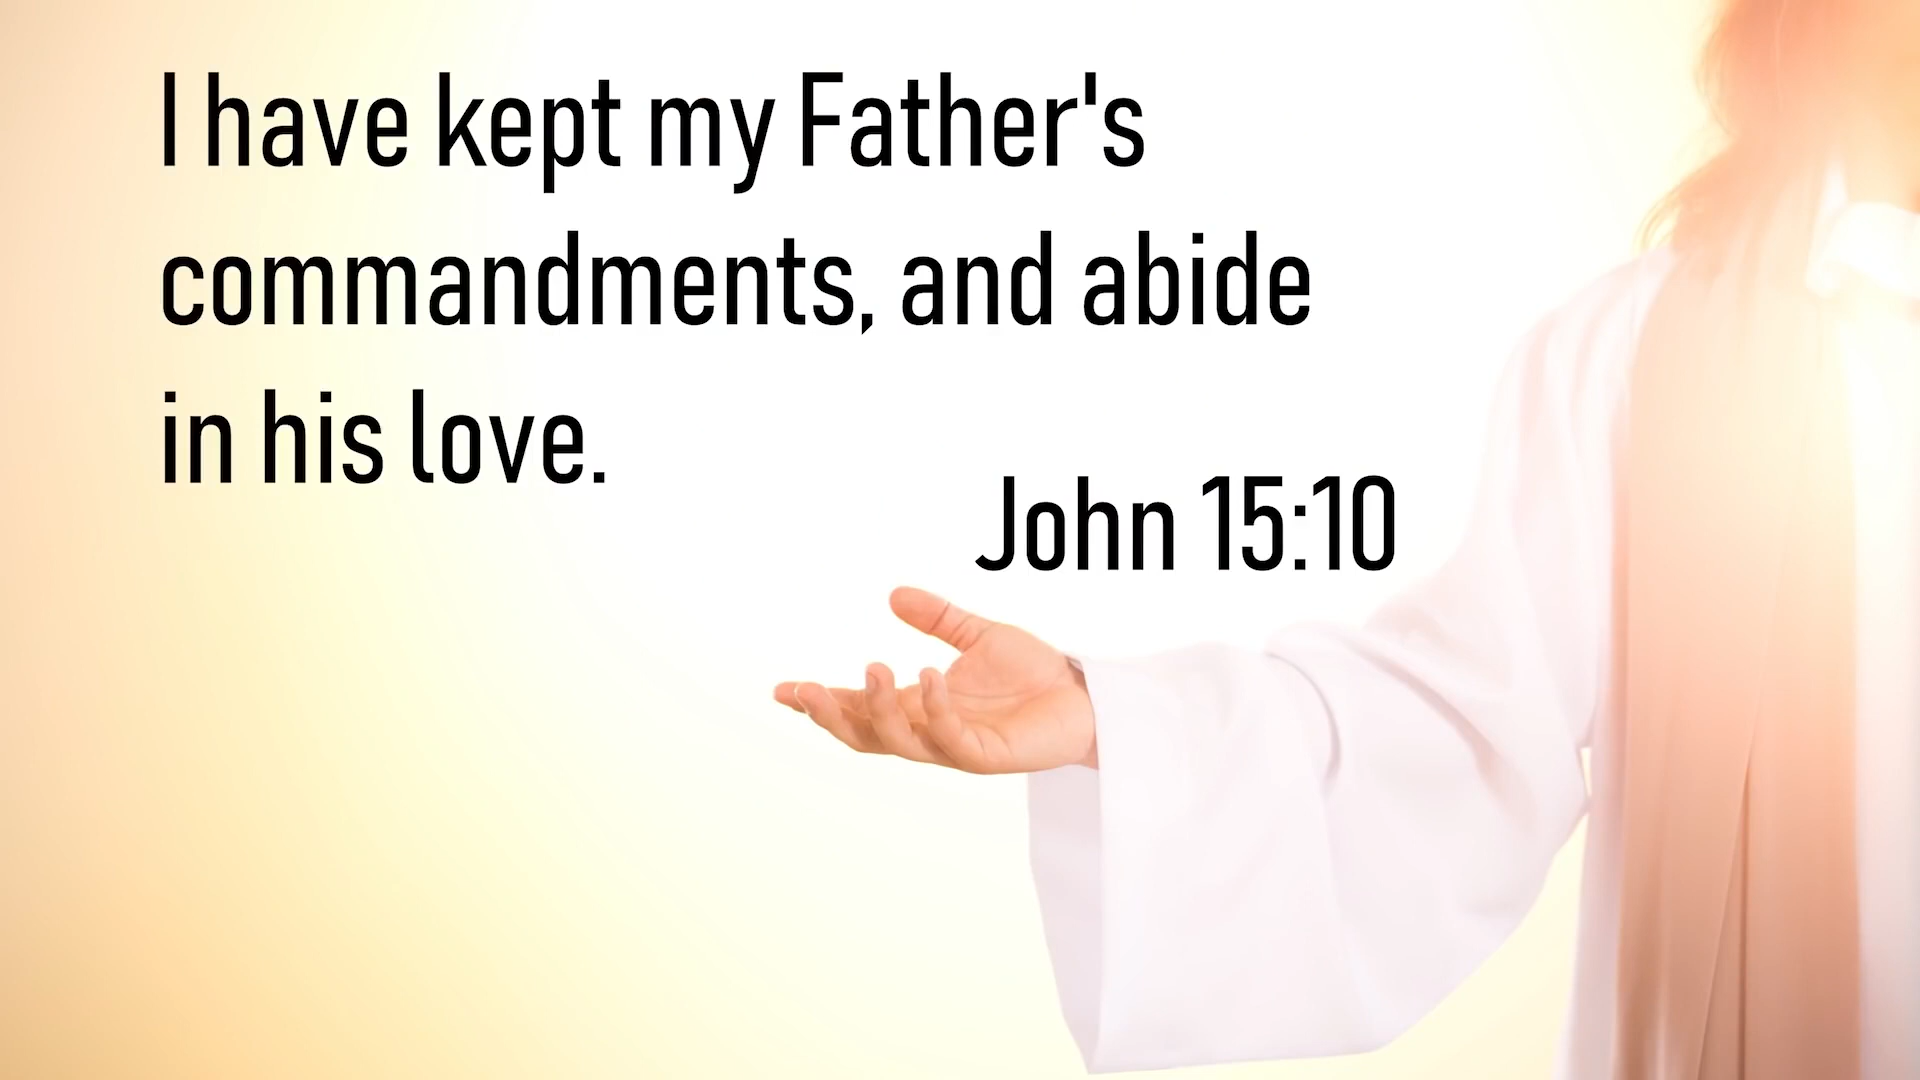 I have kept my Father's
commandments, and abide
in his love.
John 15:10